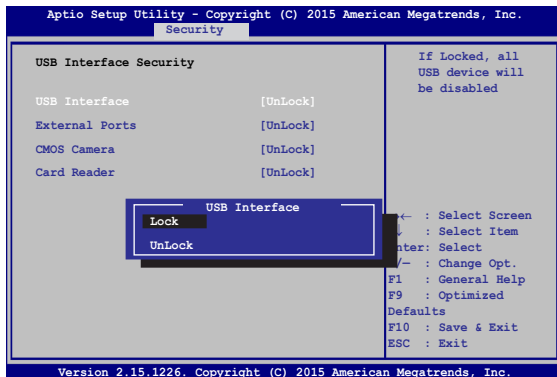 Aptio Setup Utility - Copyright (C) 2015 American Megatrends, Inc.
Security
USB Interface Security
USB Interface [UnLock]
External Ports [UnLock]
CMOS Camera [UnLock]
Card Reader [UnLock]
USB Interface
Lock
UnLock
If Locked, all
USB device will
be disabled
← : Select Screen
↓ : Select Item
nter: Select
/— : Change Opt.
F1 : General Help
F9 : Optimized
Defaults
F10 : Save & Exit
ESC : Exit
Version 2.15.1226. Copyright (C) 2015 American Megatrends, Inc.